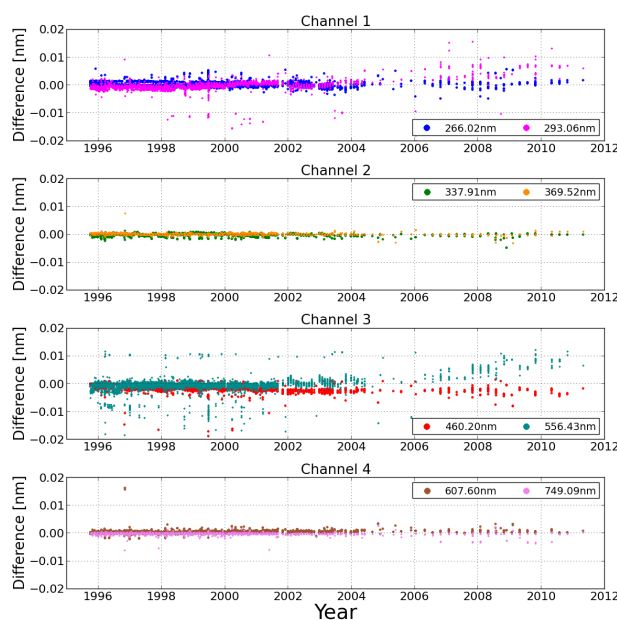 Channel 1
Difference [nm]
0.02
0.01
0.00
−0.01
−0.02
266.02nm 293.06nm
1996 1998 2000 2002 2004 2006 2008 2010 2012
Channel 2
Difference [nm]
0.02
0.01
0.00
−0.01
−0.02
337.91nm 369.52nm
1996 1998 2000 2002 2004 2006 2008 2010 2012
Channel 3
Difference [nm]
0.02
0.01
0.00
−0.01
−0.02
460.20nm 556.43nm
1996 1998 2000 2002 2004 2006 2008 2010 2012
Channel 4
Difference [nm]
0.02
0.01
0.00
−0.01
−0.02
607.60nm 749.09nm
1996 1998 2000 2002 2004 2006 2008 2010 2012
Year